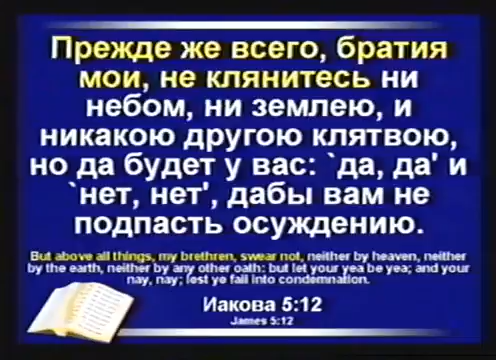 Прежде же всего, братия
мои, не клянитесь ни
небом, ни землею, и
никакою другою клятвою,
но да будет у вас: `да, да' и
`нет, нет', дабы вам не
подпасть осуждению.
But above all things, my brethren, swear not, neither by heaven, neither
by the earth, neither by any other oath: but let your yea be yea; and your
nay, nay; lest ye fall into condemnation.
Иакова 5:12
James 5:12